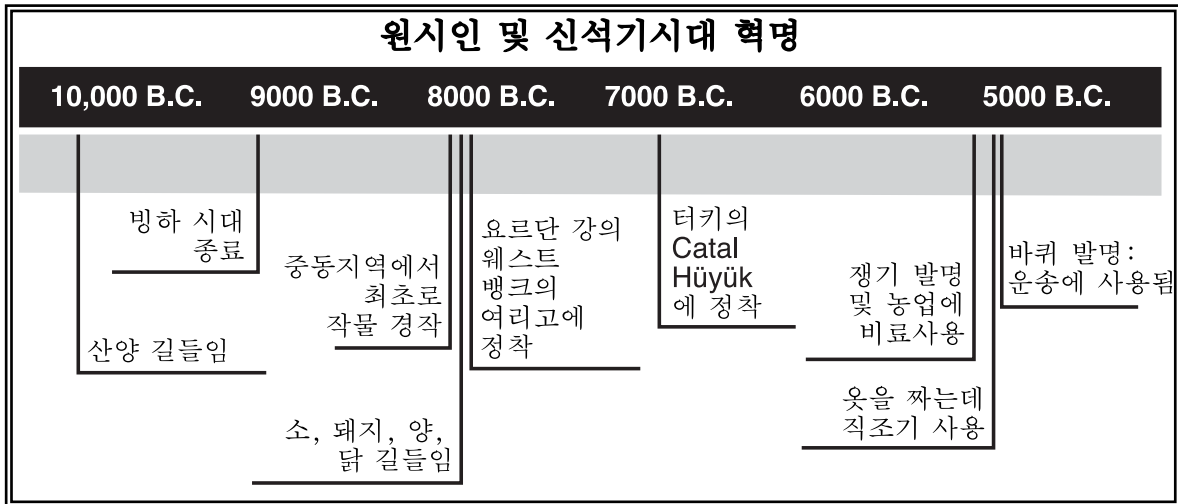 원시인 및 신석기시대 혁명
10,000 B.C. 9000 B.C. 8000 B.C. 7000 B.C. 6000 B.C. 5000 B.C.
빙하 시대
종료
산양 길들임
중동지역에서
최초로
작물 경작
소, 돼지, 양,
닭 길들임
요르단 강의
웨스트
뱅크의
여리고에
정착
터키의
Catal
Hüyük
에 정착
쟁기 발명
및 농업에
비료사용
옷을 짜는데
직조기 사용
바퀴 발명:
운송에 사용됨